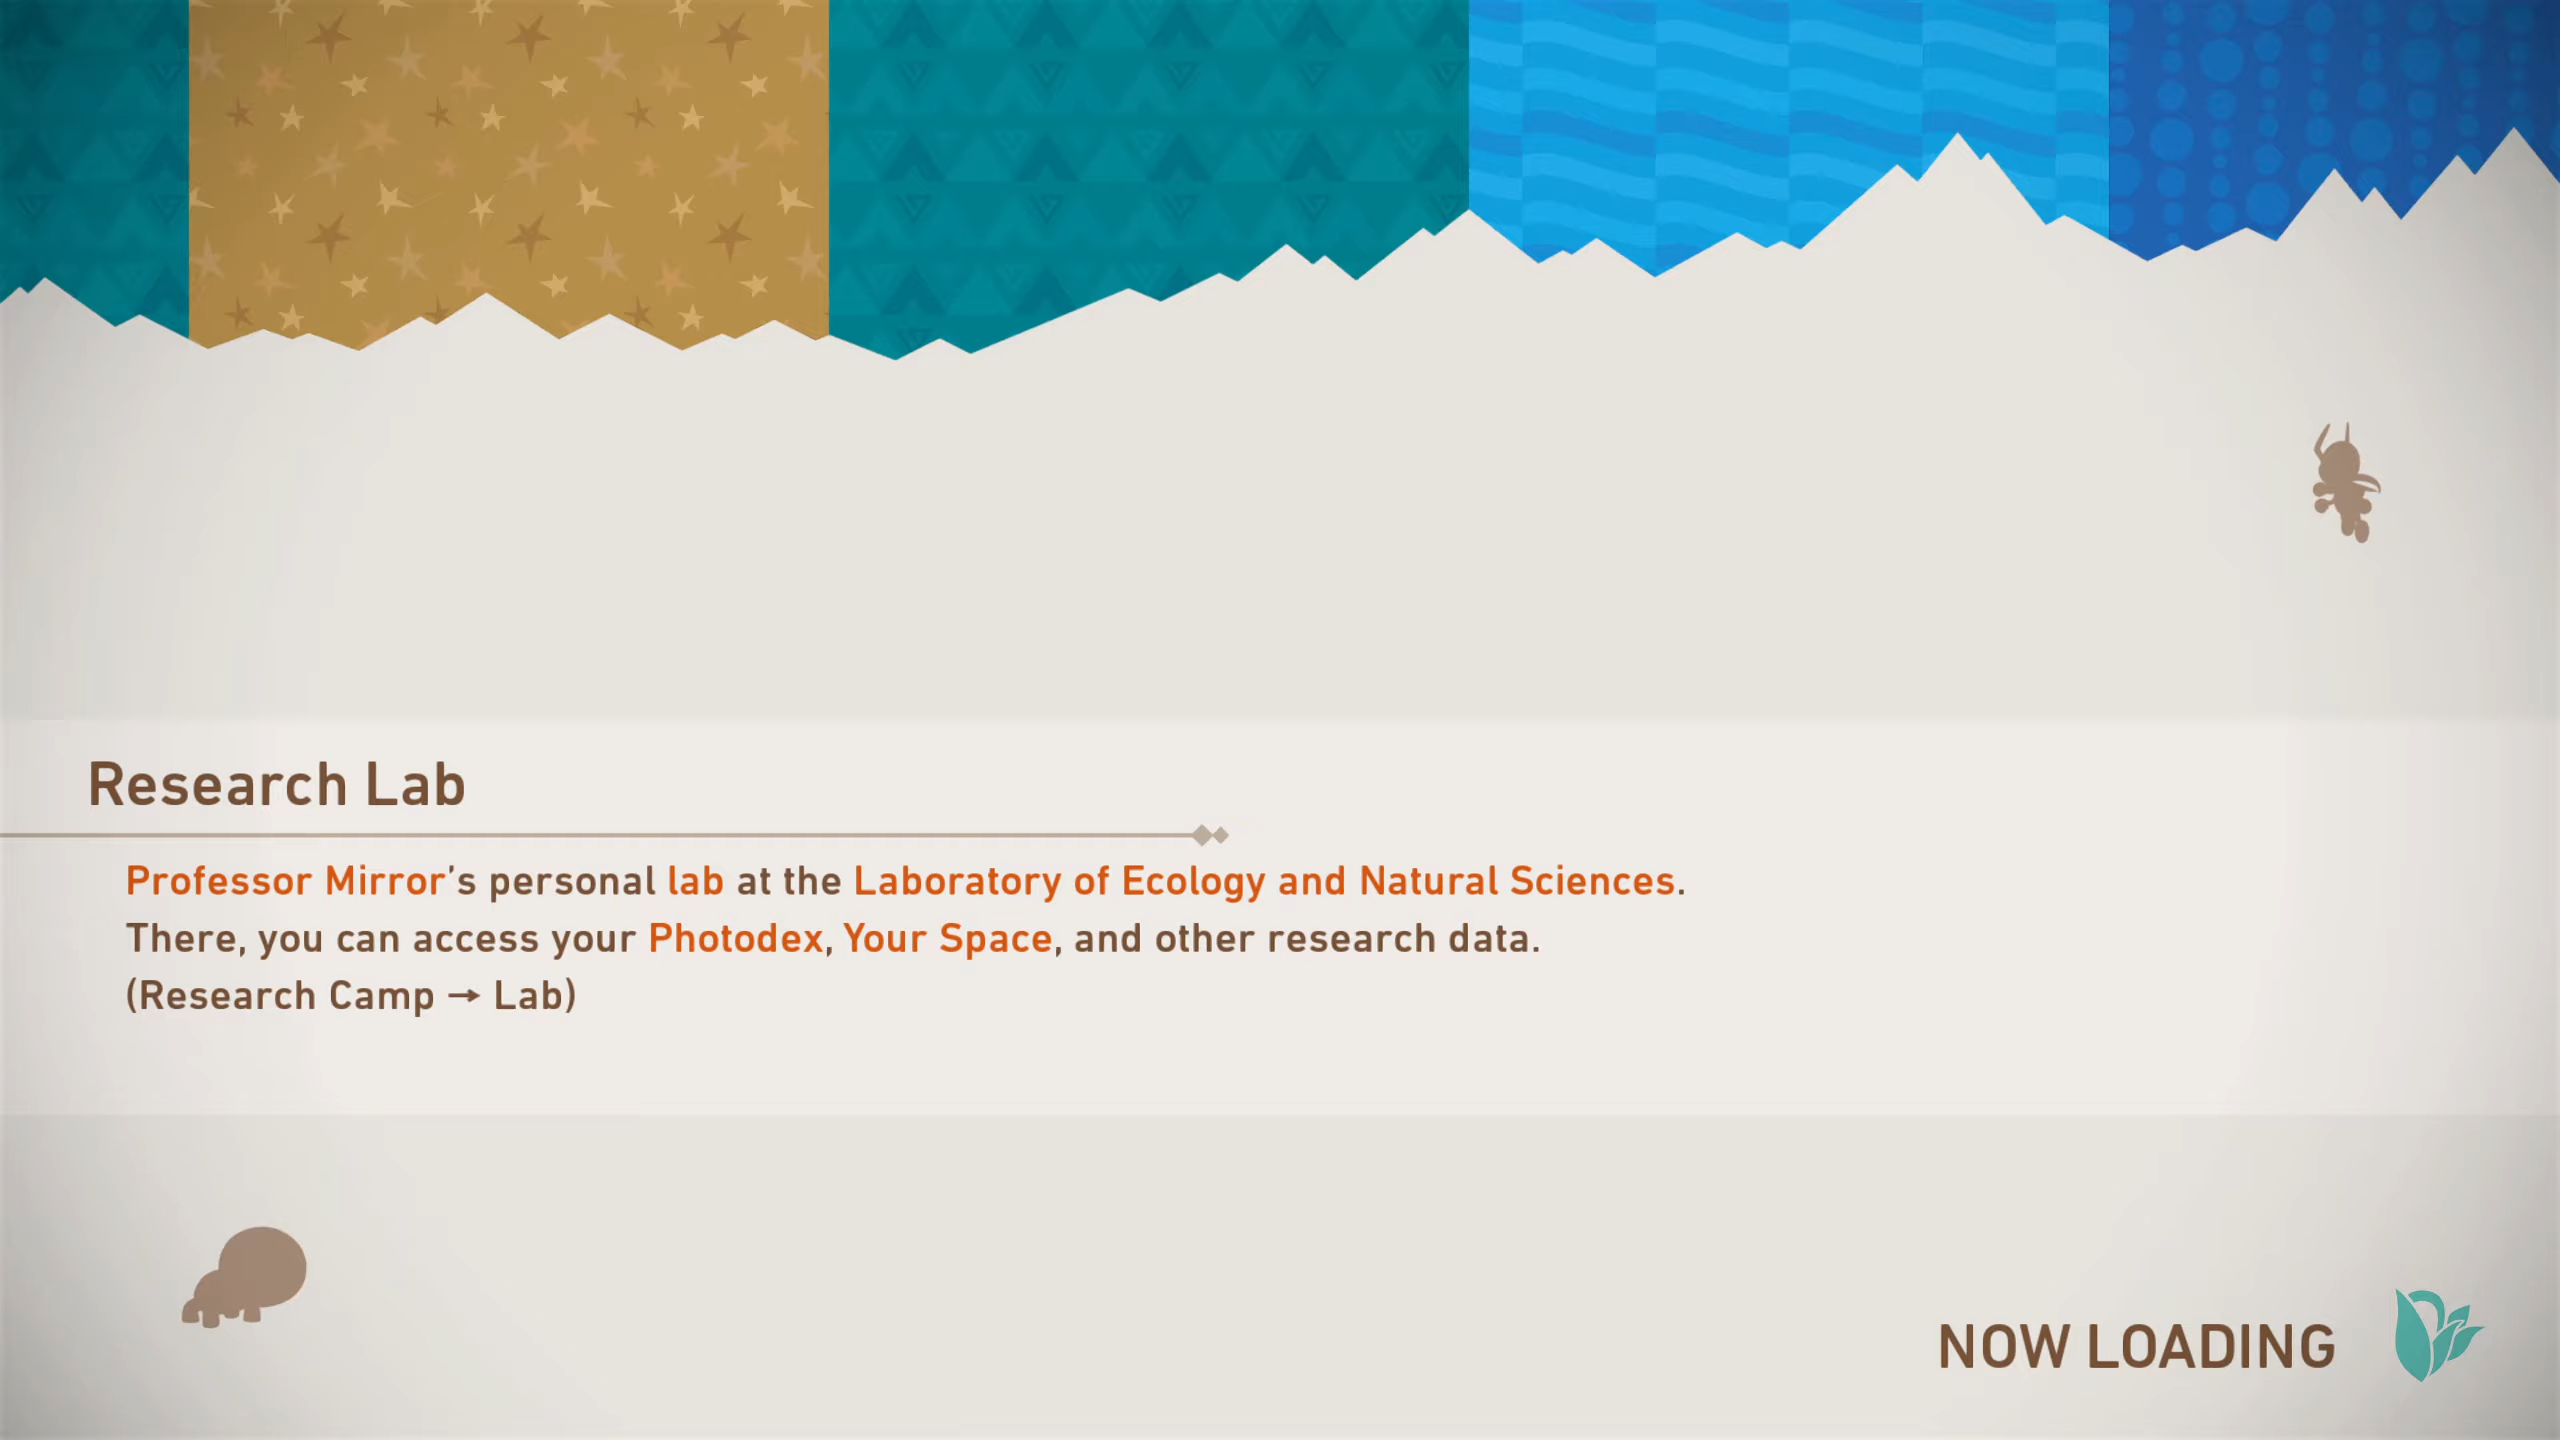 Research Lab
Professor Mirror’s personal lab at the Laboratory of Ecology and Natural Sciences.
There, you can access your Photodex, Your Space, and other research data.
(Research Camp → Lab)
NOW LOADING